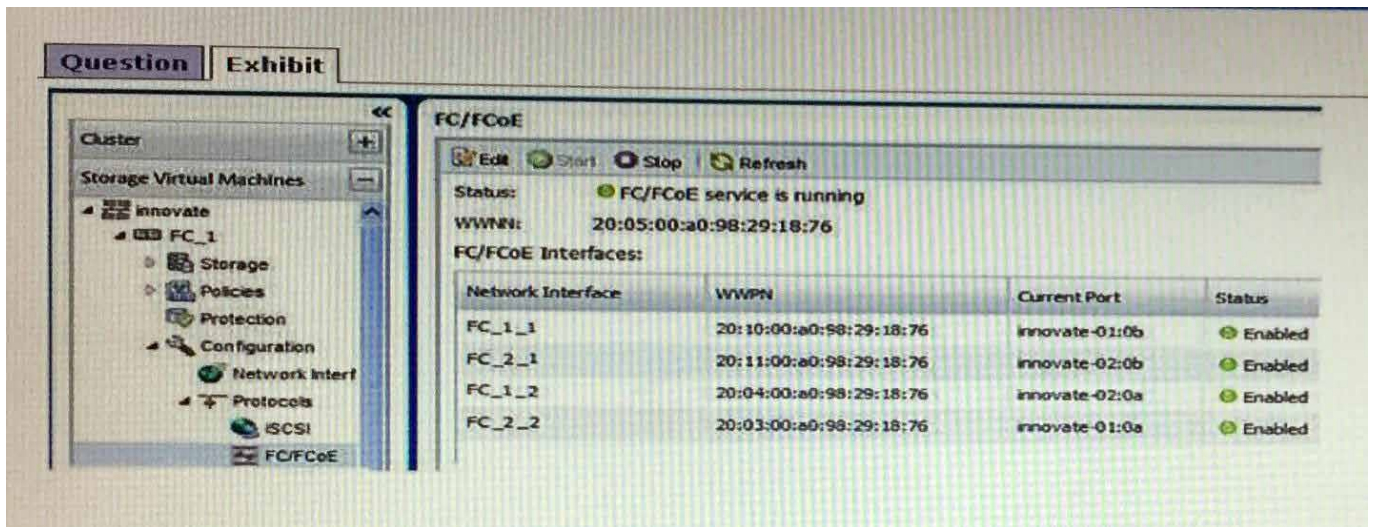 Question Exhibit
«
Cluster +
Storage Virtual Machines −
innovate
FC_1
Storage
Policies
Protection
Configuration
Network Interf
Protocols
iSCSI
FC/FCoE
FC/FCoE
Edit Start Stop Refresh
Status: FC/FCoE service is running
WWNN: 20:05:00:a0:98:29:18:76
FC/FCoE Interfaces:
Network Interface WWPN Current Port Status
FC_1_1 20:10:00:a0:98:29:18:76 innovate-01:0b Enabled
FC_2_1 20:11:00:a0:98:29:18:76 innovate-02:0b Enabled
FC_1_2 20:04:00:a0:98:29:18:76 innovate-02:0a Enabled
FC_2_2 20:03:00:a0:98:29:18:76 innovate-01:0a Enabled